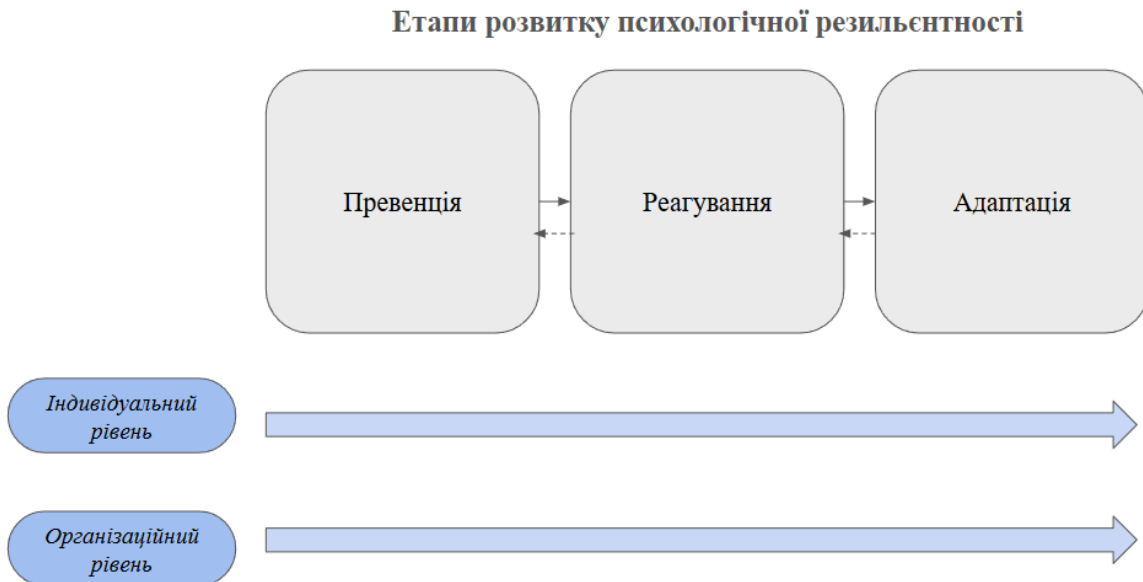 Етапи розвитку психологічної резильєнтності
Превенція
Реагування
Адаптація
Індивідуальний
рівень
Організаційний
рівень